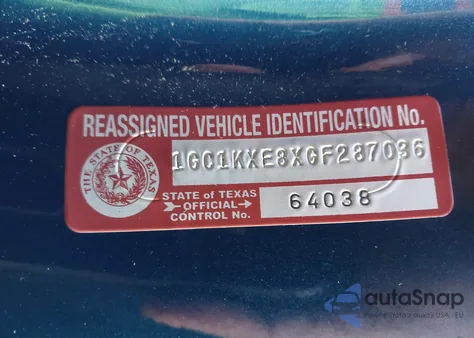 REASSIGNED VEHICLE IDENTIFICATION No.
1GC1KXE8XGF287036
THE STATE OF TEXAS
STATE of TEXAS
OFFICIAL
CONTROL No.
64038
autoSnap